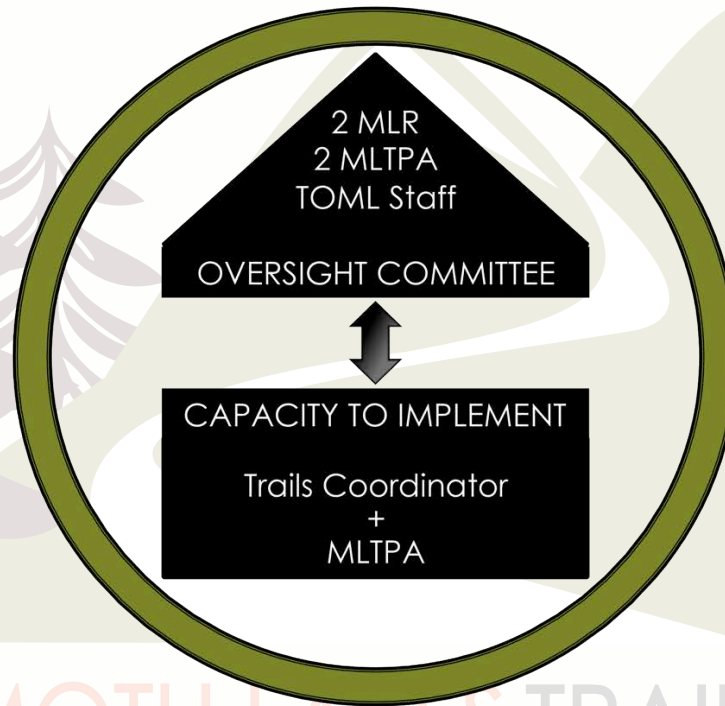 2 MLR
2 MLTPA
TOML Staff
OVERSIGHT COMMITTEE
CAPACITY TO IMPLEMENT
Trails Coordinator
+
MLTPA